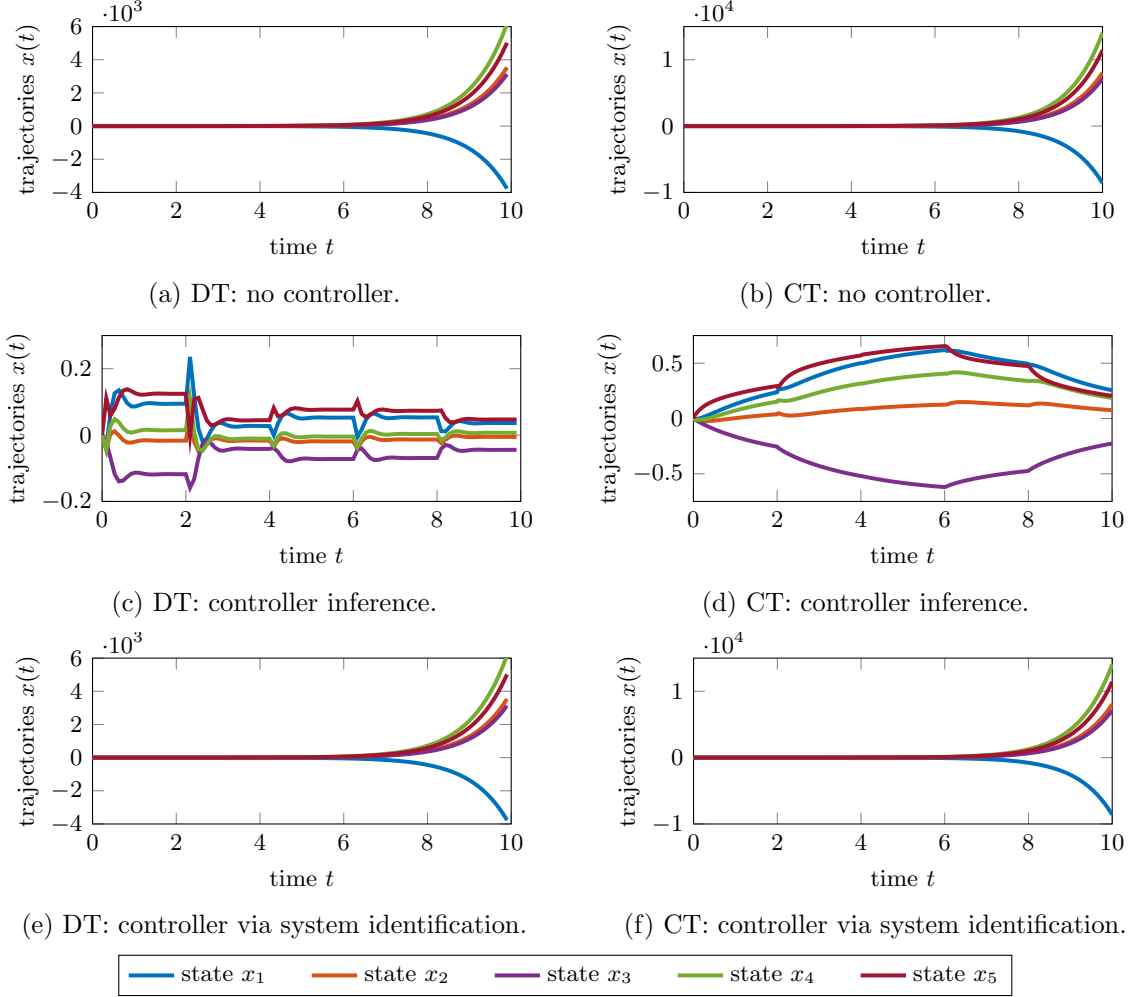 ·10³
6
4
2
0
−2
−4
0 2 4 6 8 10
trajectories x(t)
time t
(a) DT: no controller.
·10⁴
1
0
−1
0 2 4 6 8 10
trajectories x(t)
time t
(b) CT: no controller.
0.2
0
−0.2
0 2 4 6 8 10
trajectories x(t)
time t
(c) DT: controller inference.
0.5
0
−0.5
0 2 4 6 8 10
trajectories x(t)
time t
(d) CT: controller inference.
·10³
6
4
2
0
−2
−4
0 2 4 6 8 10
trajectories x(t)
time t
(e) DT: controller via system identification.
·10⁴
1
0
−1
0 2 4 6 8 10
trajectories x(t)
time t
(f) CT: controller via system identification.
state x₁ state x₂ state x₃ state x₄ state x₅